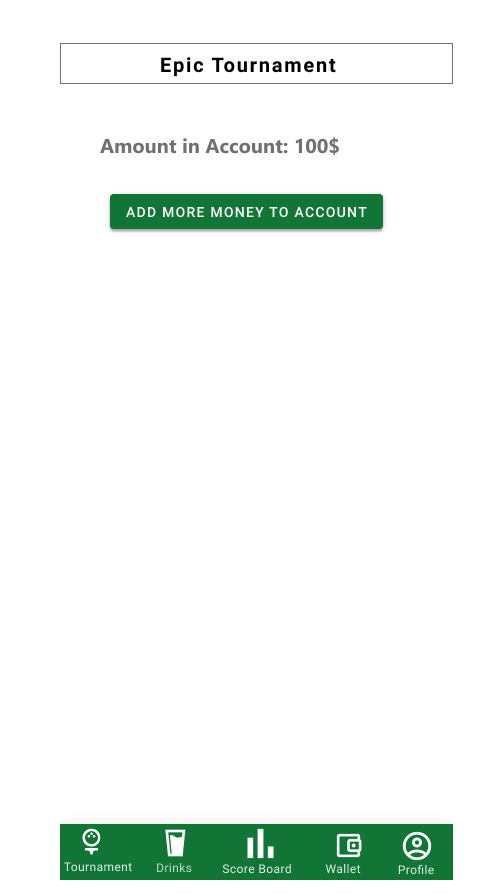 Epic Tournament
Amount in Account: 100$
ADD MORE MONEY TO ACCOUNT
Tournament
Drinks
Score Board
Wallet
Profile